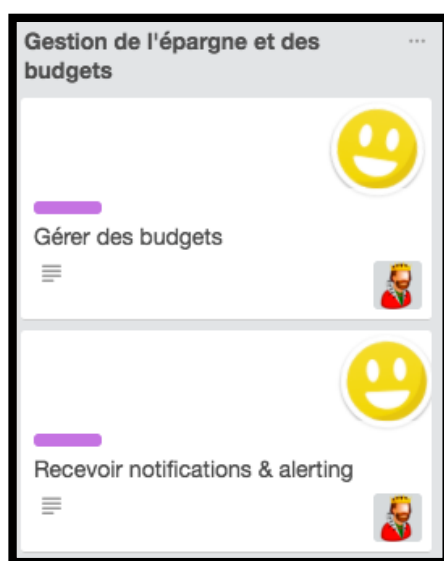 Gestion de l'épargne et des
budgets
Gérer des budgets
Recevoir notifications & alerting